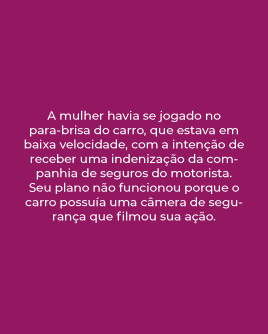 A mulher havia se jogado no
para-brisa do carro, que estava em
baixa velocidade, com a intenção de
receber uma indenização da com-
panhia de seguros do motorista.
Seu plano não funcionou porque o
carro possuía uma câmera de segu-
rança que filmou sua ação.